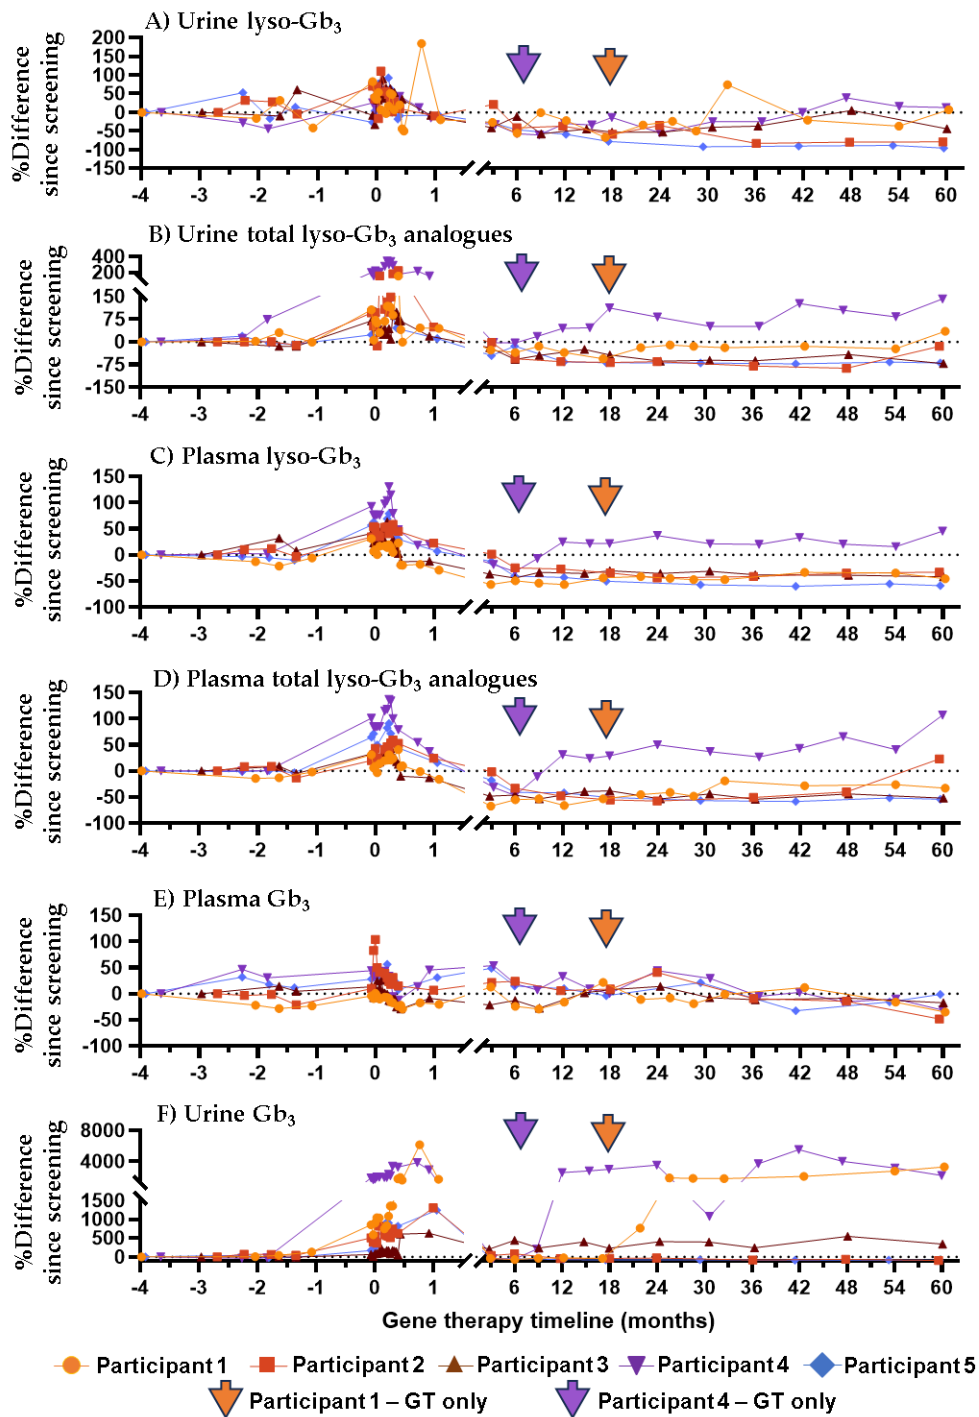 A) Urine lyso-Gb₃
%Difference
since screening
200
150
100
50
0
-50
-100
-150
-4 -3 -2 -1 0 1 6 12 18 24 30 36 42 48 54 60
B) Urine total lyso-Gb₃ analogues
%Difference
since screening
400
200
150
75
0
-75
-150
-4 -3 -2 -1 0 1 6 12 18 24 30 36 42 48 54 60
C) Plasma lyso-Gb₃
%Difference
since screening
150
100
50
0
-50
-100
-4 -3 -2 -1 0 1 6 12 18 24 30 36 42 48 54 60
D) Plasma total lyso-Gb₃ analogues
%Difference
since screening
150
100
50
0
-50
-100
-4 -3 -2 -1 0 1 6 12 18 24 30 36 42 48 54 60
E) Plasma Gb₃
%Difference
since screening
150
100
50
0
-50
-100
-4 -3 -2 -1 0 1 6 12 18 24 30 36 42 48 54 60
F) Urine Gb₃
%Difference
since screening
8000
4000
1500
1000
500
0
-4 -3 -2 -1 0 1 6 12 18 24 30 36 42 48 54 60
Gene therapy timeline (months)
Participant 1 Participant 2 Participant 3 Participant 4 Participant 5
Participant 1 – GT only Participant 4 – GT only